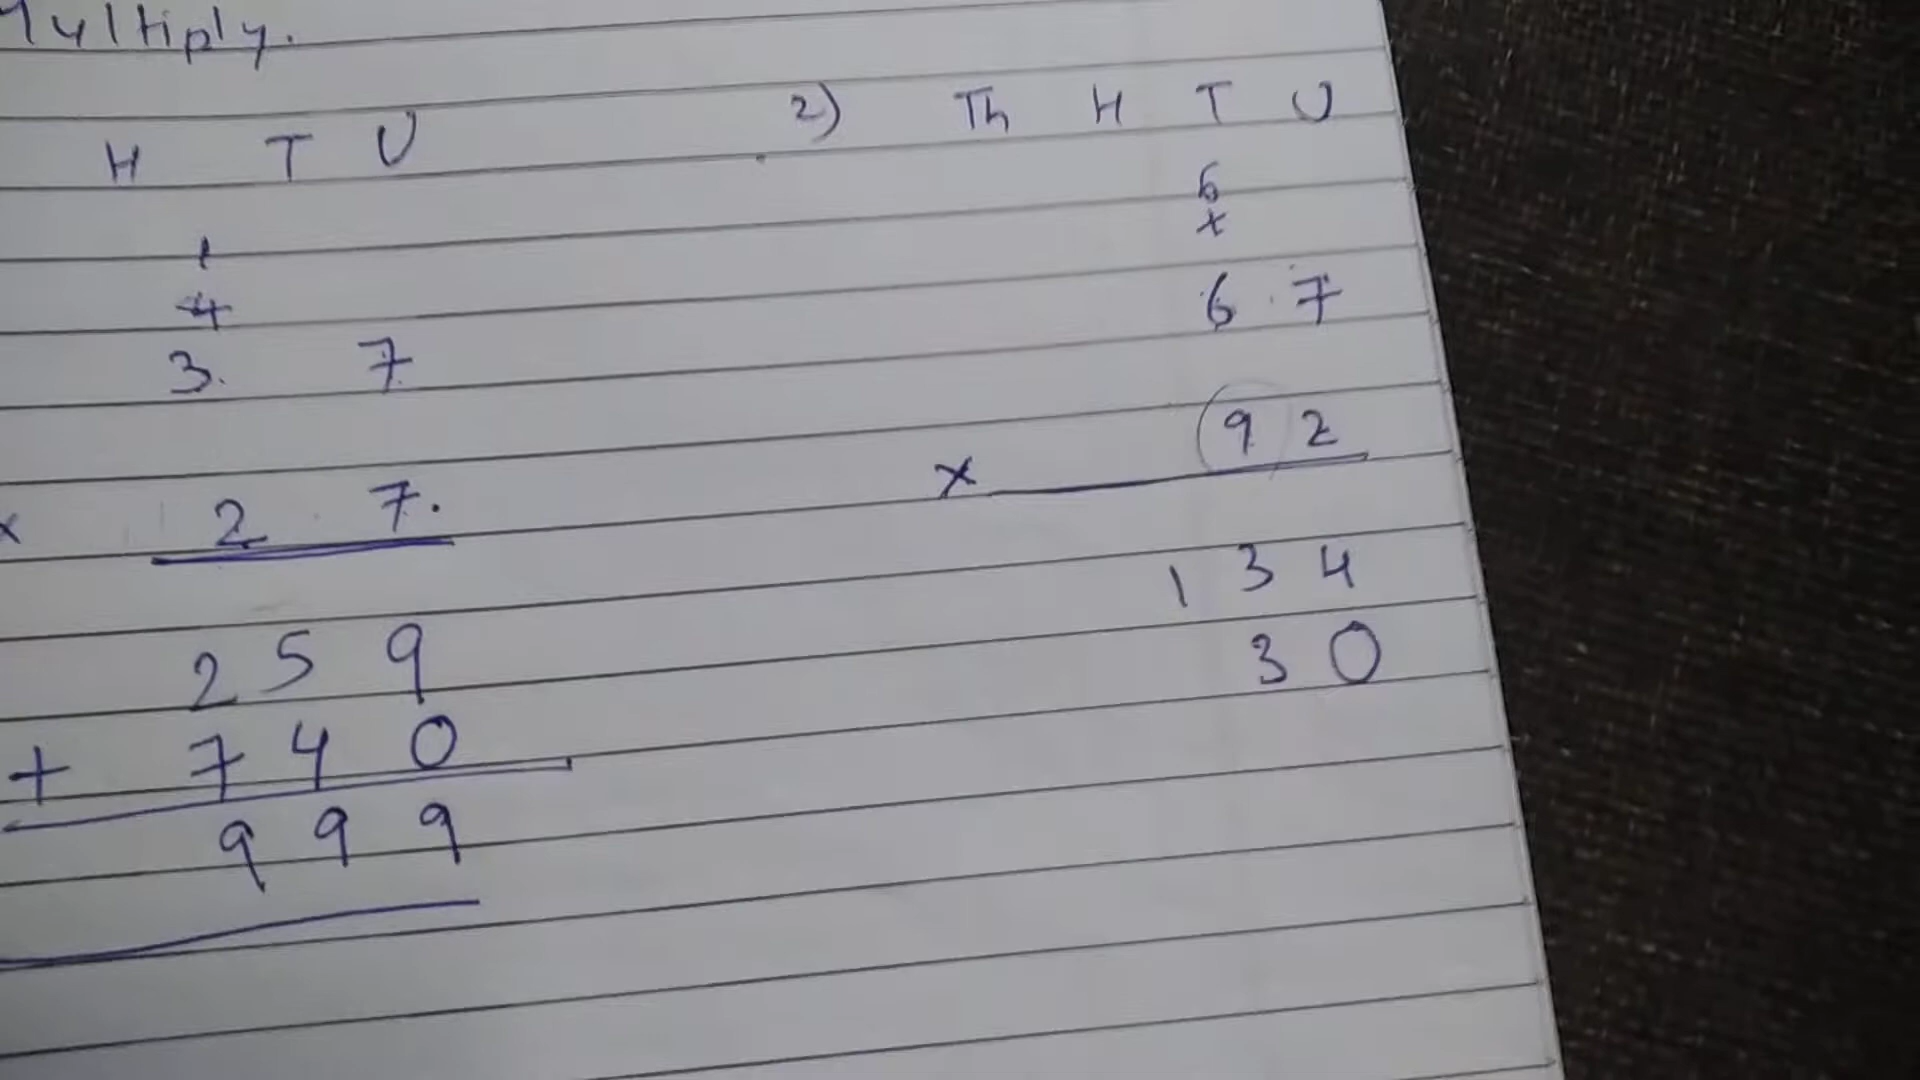 Multiply.
H T U
1
4
3. 7
x 2 7.
2 5 9
+ 7 4 0
9 9 9
2) Th H T U
6
x
6 7
x 9 2
1 3 4
3 0